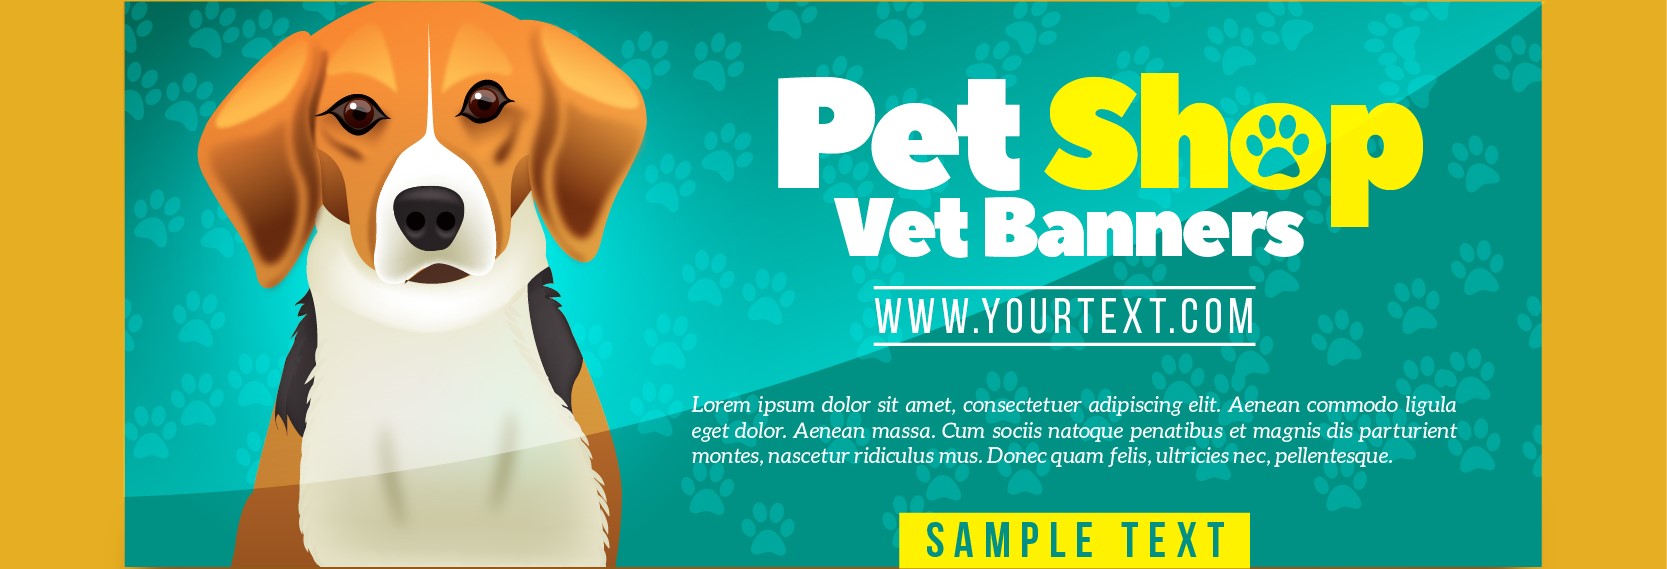 Pet Shop
Vet Banners
WWW.YOURTEXT.COM
Lorem ipsum dolor sit amet, consectetuer adipiscing elit. Aenean commodo ligula
eget dolor. Aenean massa. Cum sociis natoque penatibus et magnis dis parturient
montes, nascetur ridiculus mus. Donec quam felis, ultricies nec, pellentesque.
SAMPLE TEXT